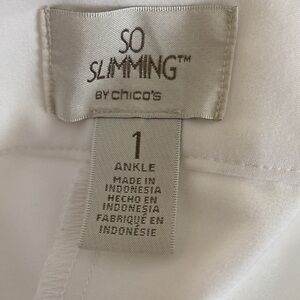 SO
SLIMMING™
BY chico's
1
ANKLE
MADE IN
INDONESIA
HECHO EN
INDONESIA
FABRIQUÉ EN
INDONÉSIE